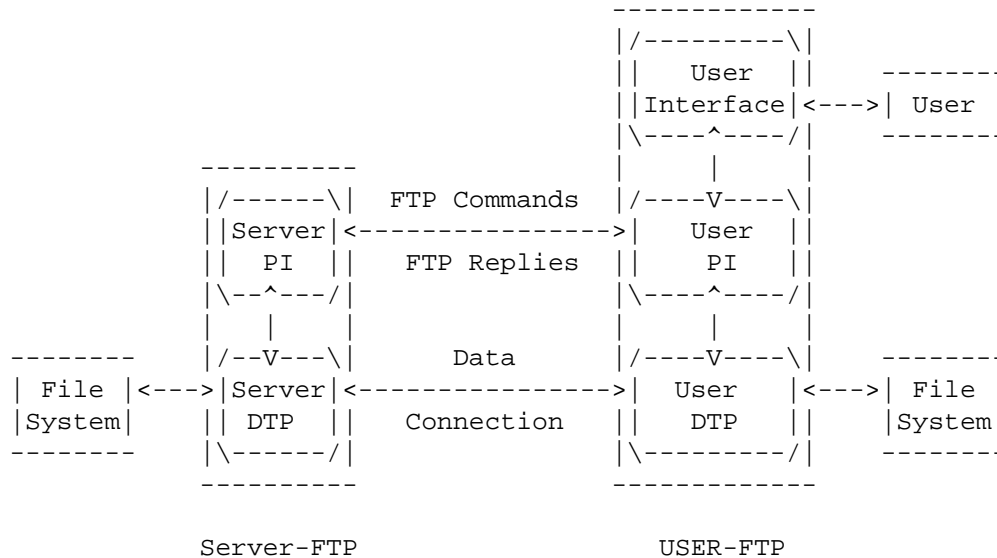 -------------
                                            |/---------\|
                                            ||   User  ||    --------
                                            ||Interface|<--->| User
                                            |\----^----/|    --------
                  ----------                |     |     |
                  |/------\|  FTP Commands  |/----V----\|
                  ||Server|<---------------->|   User  ||
                  ||  PI  ||   FTP Replies  ||    PI   ||
                  |\--^---/|                |\----^----/|
                  |   |    |                |     |     |
      --------    |/--V---\|      Data      |/----V----\|    --------
      | File |<--->|Server|<---------------->|  User   |<--->| File
      |System|    || DTP  ||   Connection   ||   DTP   ||    |System
      --------    |\------/|                |\---------/|    --------
                  ----------                -------------

                  Server-FTP                   USER-FTP